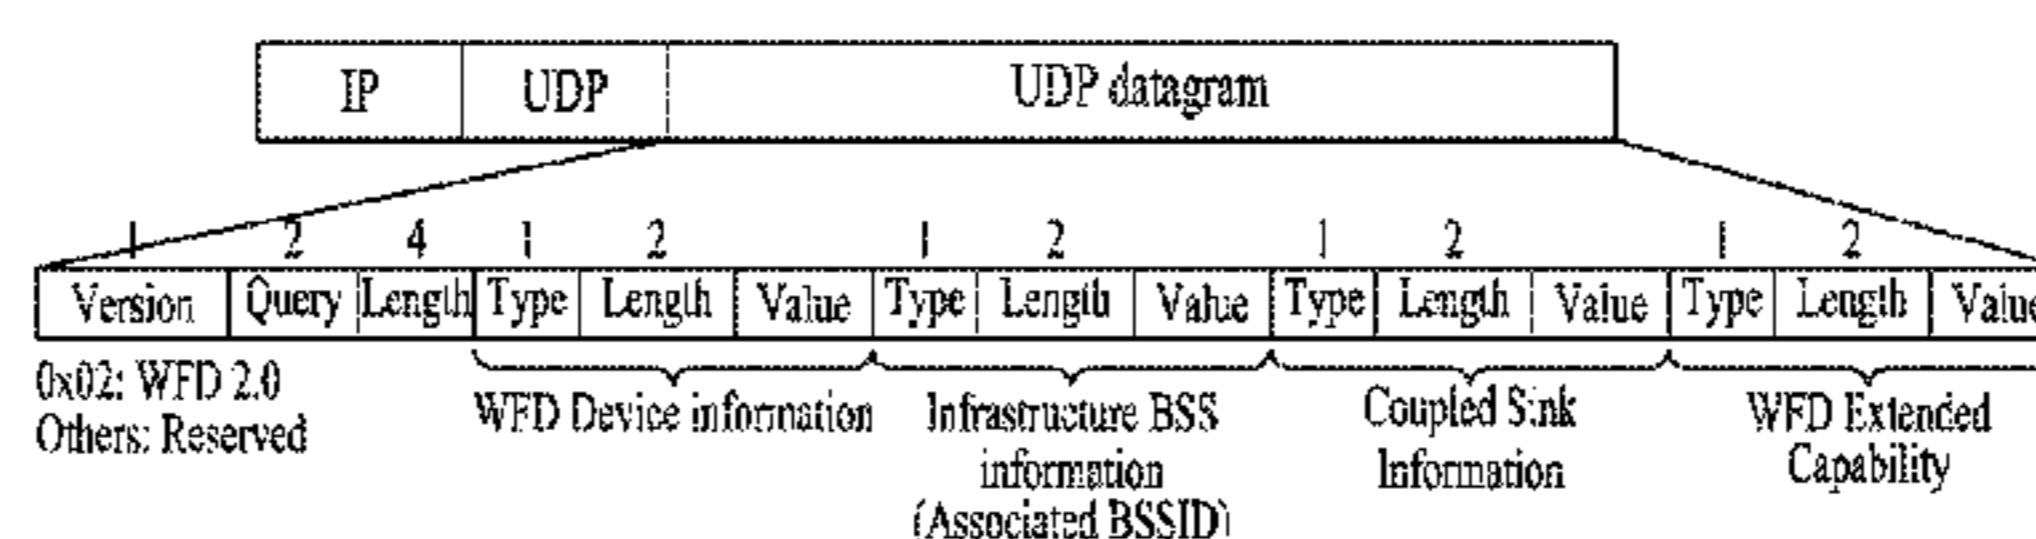 IP UDP UDP datagram
1 2 4 1 2 1 2 1 2 1 2
Version Query Length Type Length Value Type Length Value Type Length Value Type Length Value
0x02: WFD 2.0
Others: Reserved
WFD Device information
Infrastructure BSS
information
(Associated BSSID)
Coupled Sink
Information
WFD Extended
Capability